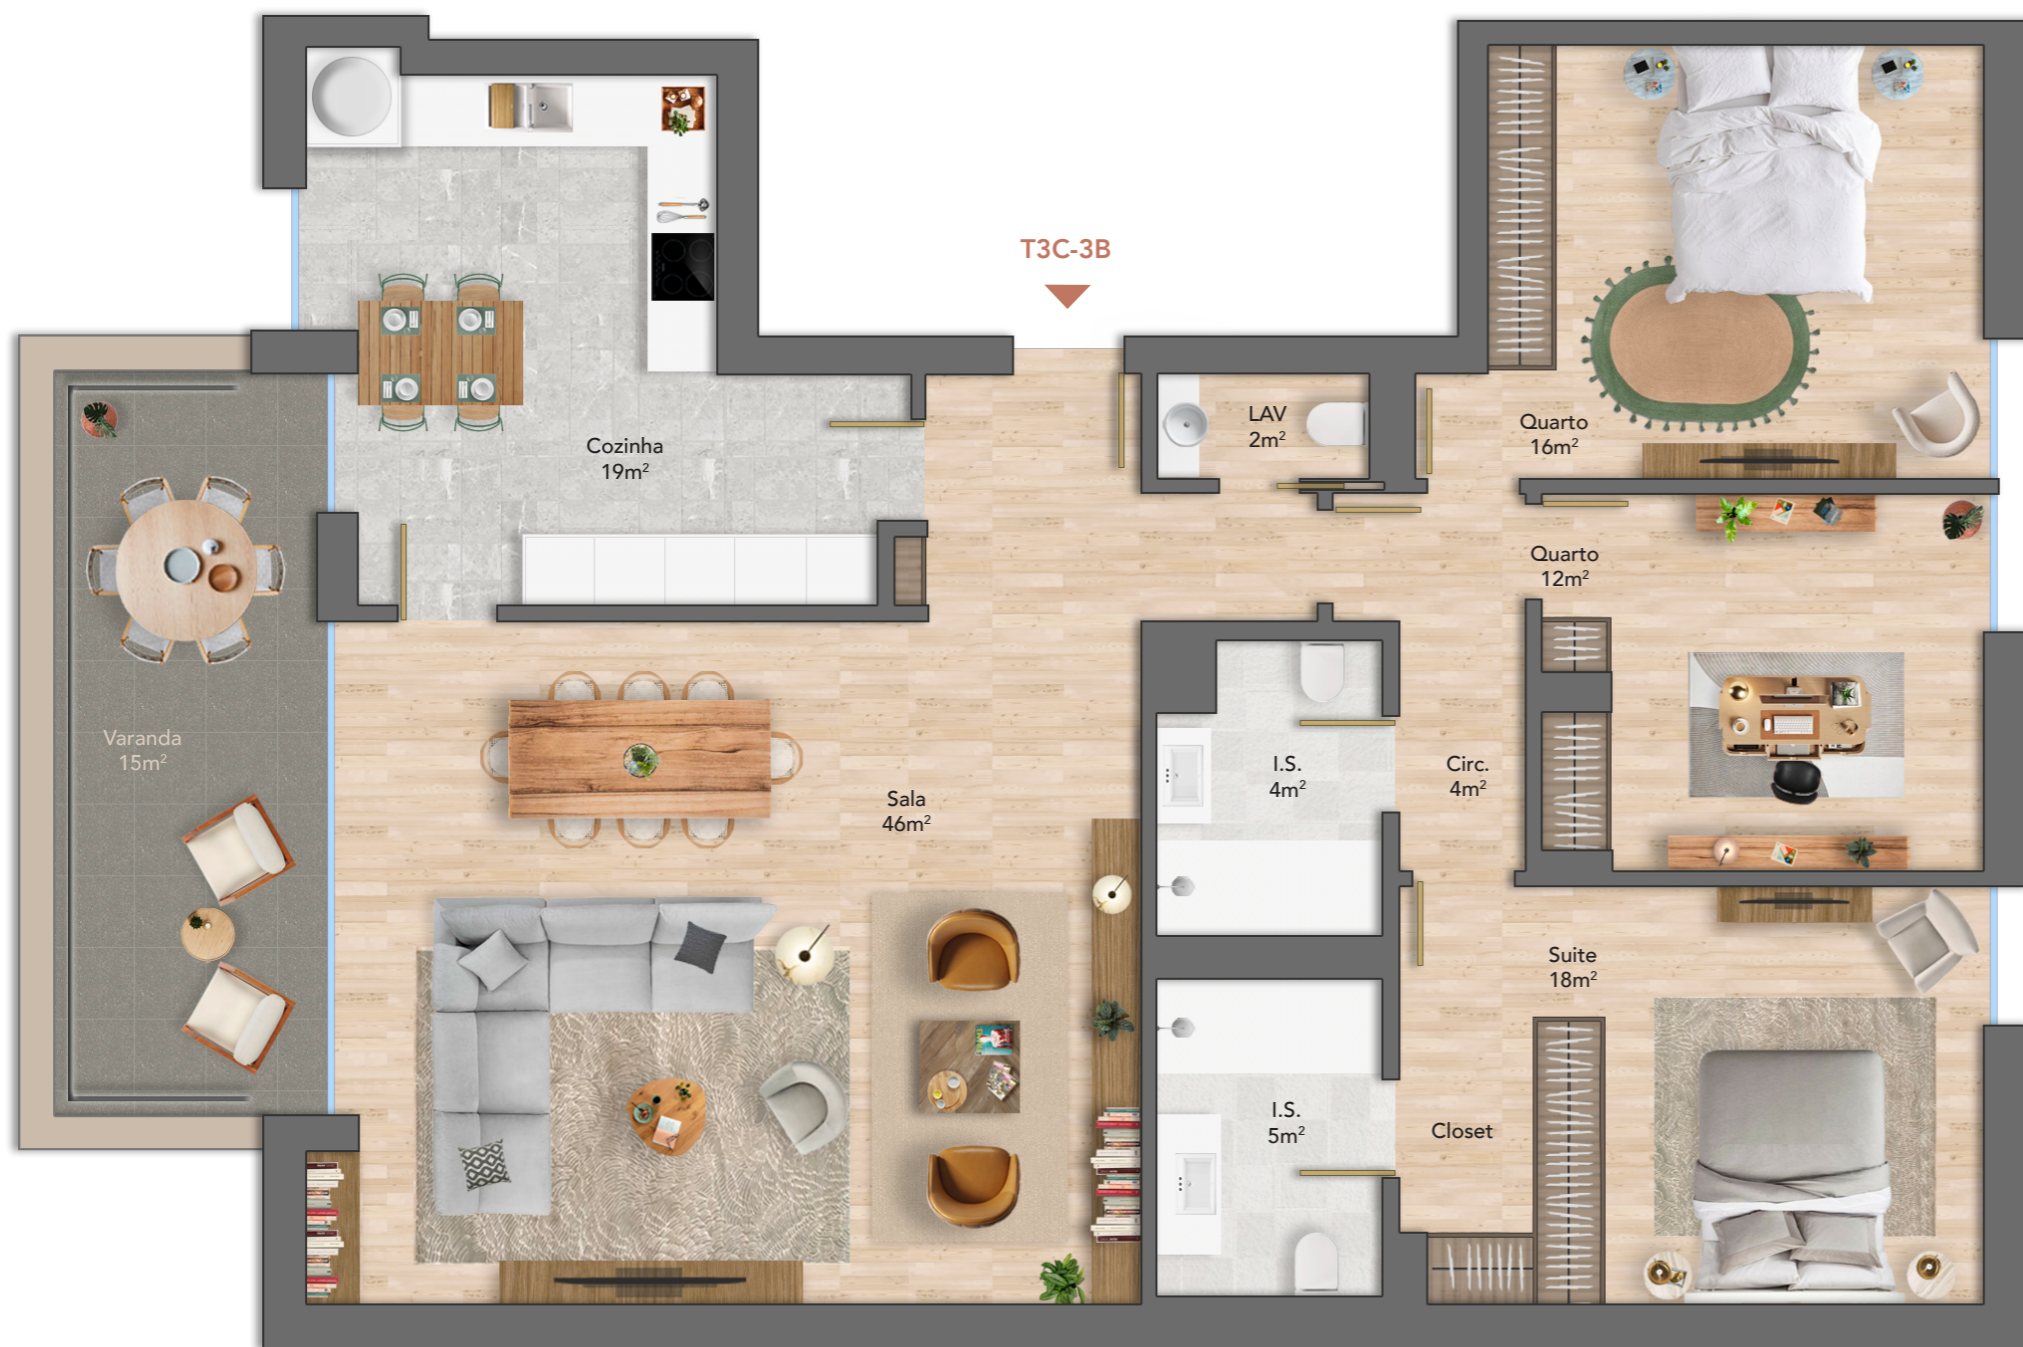 T3C-3B
LAV
2m²
Quarto
16m²
Cozinha
19m²
Quarto
12m²
Varanda
15m²
I.S.
4m²
Circ.
4m²
Sala
46m²
Suite
18m²
I.S.
5m²
Closet